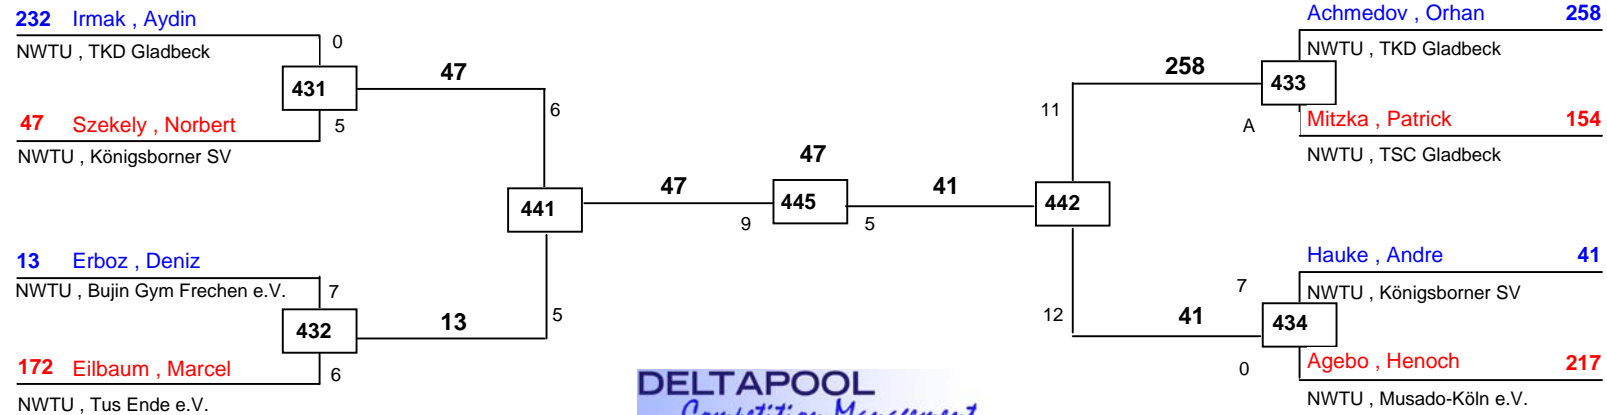 232 Irmak , Aydin
NWTU , TKD Gladbeck
0
431
47
47 Szekely , Norbert
5
NWTU , Königsborner SV
6
441
47
13 Erboz , Deniz
NWTU , Bujin Gym Frechen e.V.
7
432
13
5
172 Eilbaum , Marcel
6
NWTU , Tus Ende e.V.
47
445
9
5
41
442
Achmedov , Orhan 258
NWTU , TKD Gladbeck
258
433
11
A
Mitzka , Patrick 154
NWTU , TSC Gladbeck
Hauke , Andre 41
7
NWTU , Königsborner SV
12
41
434
0
Agebo , Henoch 217
NWTU , Musado-Köln e.V.
DELTAPOOL
Competition Management